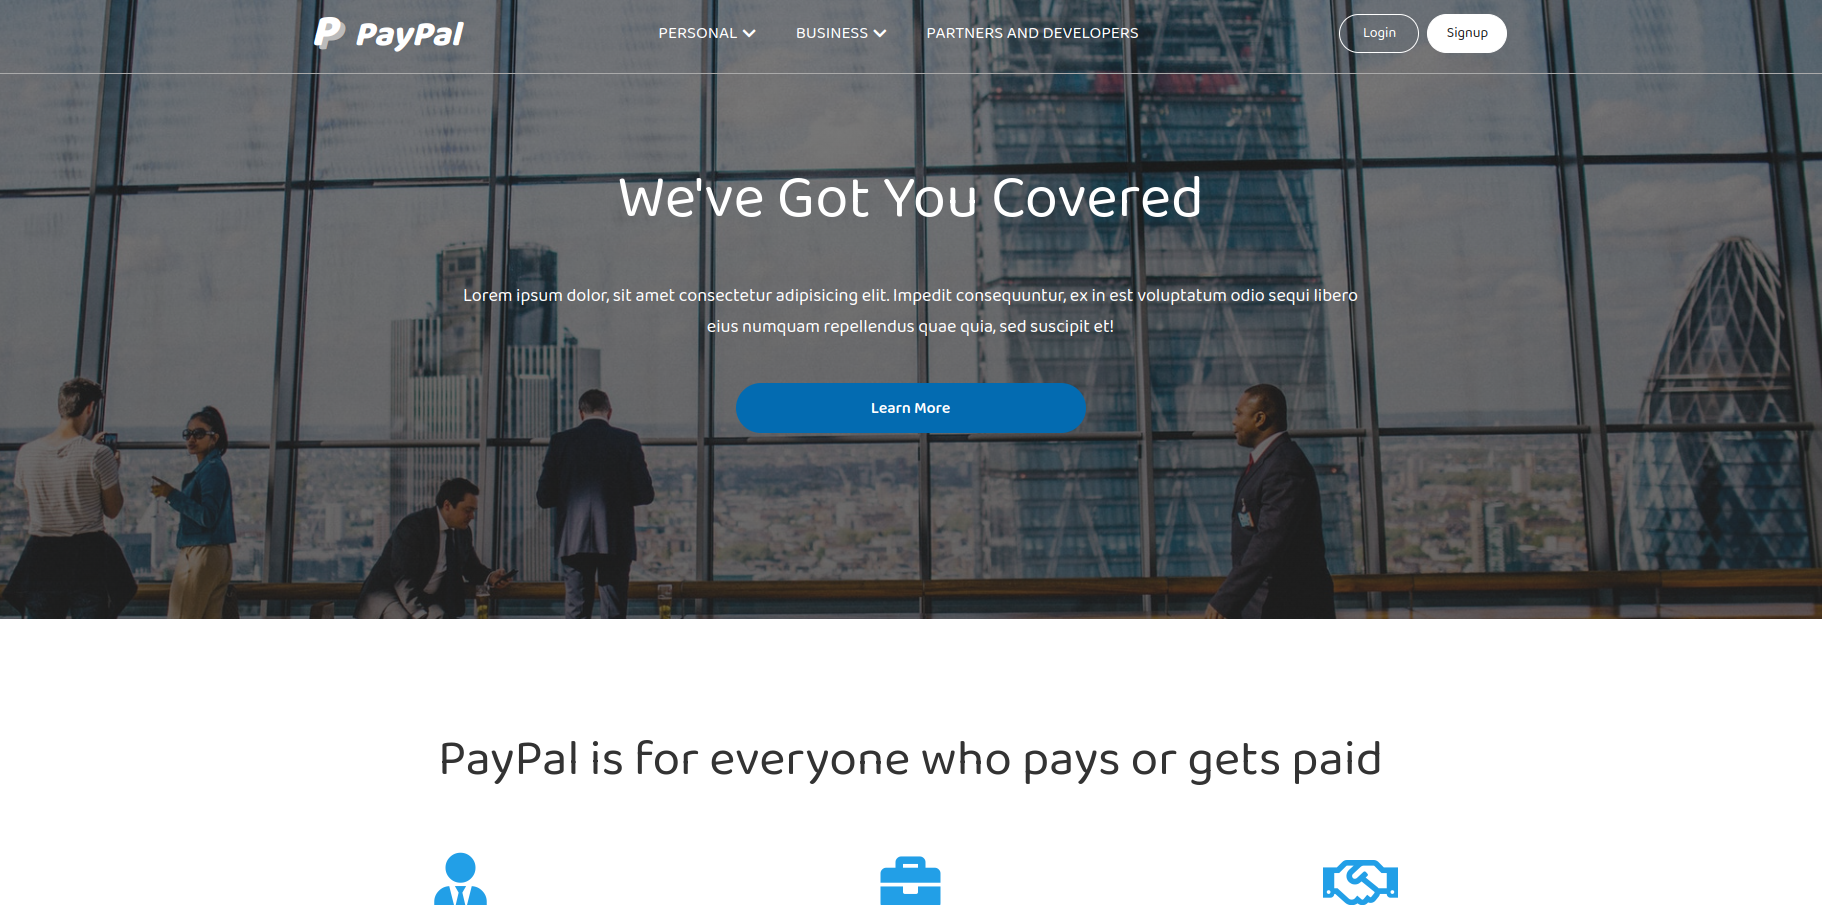 PayPal
PERSONAL
BUSINESS
PARTNERS AND DEVELOPERS
Login
Signup
We've Got You Covered
Lorem ipsum dolor, sit amet consectetur adipisicing elit. Impedit consequuntur, ex in est voluptatum odio sequi libero
eius numquam repellendus quae quia, sed suscipit et!
Learn More
PayPal is for everyone who pays or gets paid